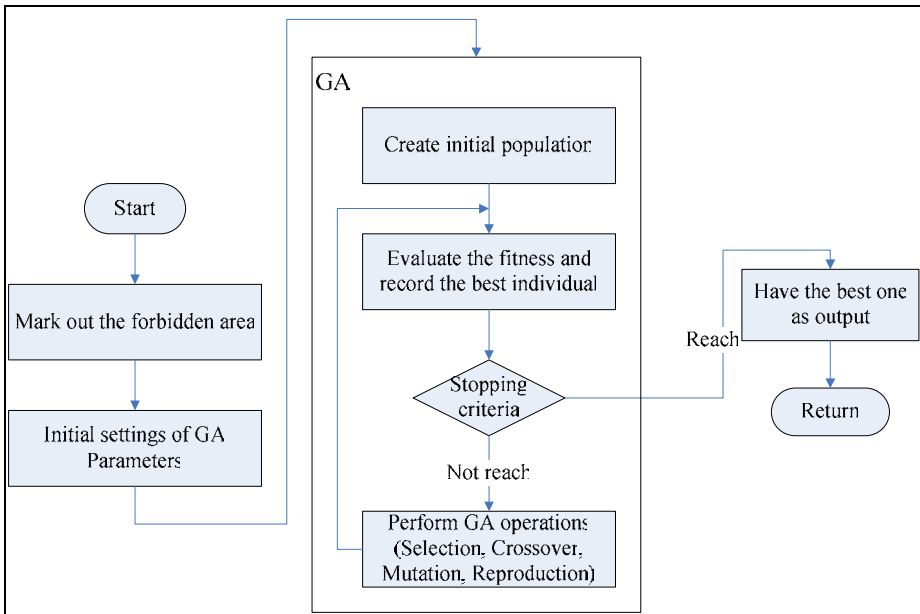 Start
Mark out the forbidden area
Initial settings of GA
Parameters
GA
Create initial population
Evaluate the fitness and
record the best individual
Stopping
criteria
Not reach
Perform GA operations
(Selection, Crossover,
Mutation, Reproduction)
Reach
Have the best one
as output
Return